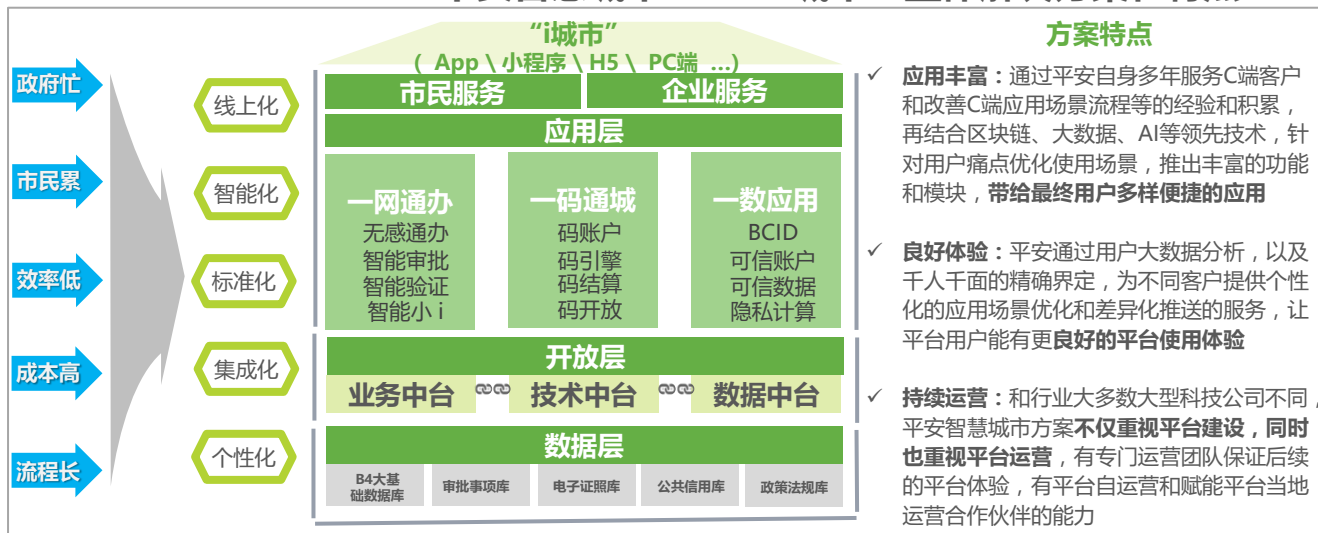 政府忙
市民累
效率低
成本高
流程长
线上化
智能化
标准化
集成化
个性化
“i城市”
( App \ 小程序 \ H5 \ PC端 ...)
市民服务
企业服务
应用层
一网通办
无感通办
智能审批
智能验证
智能小 i
一码通城
码账户
码引擎
码结算
码开放
一数应用
BCID
可信账户
可信数据
隐私计算
开放层
业务中台
技术中台
数据中台
数据层
B4大基
础数据库
审批事项库
电子证照库
公共信用库
政策法规库
方案特点
✓ 应用丰富：通过平安自身多年服务C端客户
和改善C端应用场景流程等的经验和积累，
再结合区块链、大数据、AI等领先技术，针
对用户痛点优化使用场景，推出丰富的功能
和模块，带给最终用户多样便捷的应用
✓ 良好体验：平安通过用户大数据分析，以及
千人千面的精确界定，为不同客户提供个性
化的应用场景优化和差异化推送的服务，让
平台用户能有更良好的平台使用体验
✓ 持续运营：和行业大多数大型科技公司不同，
平安智慧城市方案不仅重视平台建设，同时
也重视平台运营，有专门运营团队保证后续
的平台体验，有平台自运营和赋能平台当地
运营合作伙伴的能力